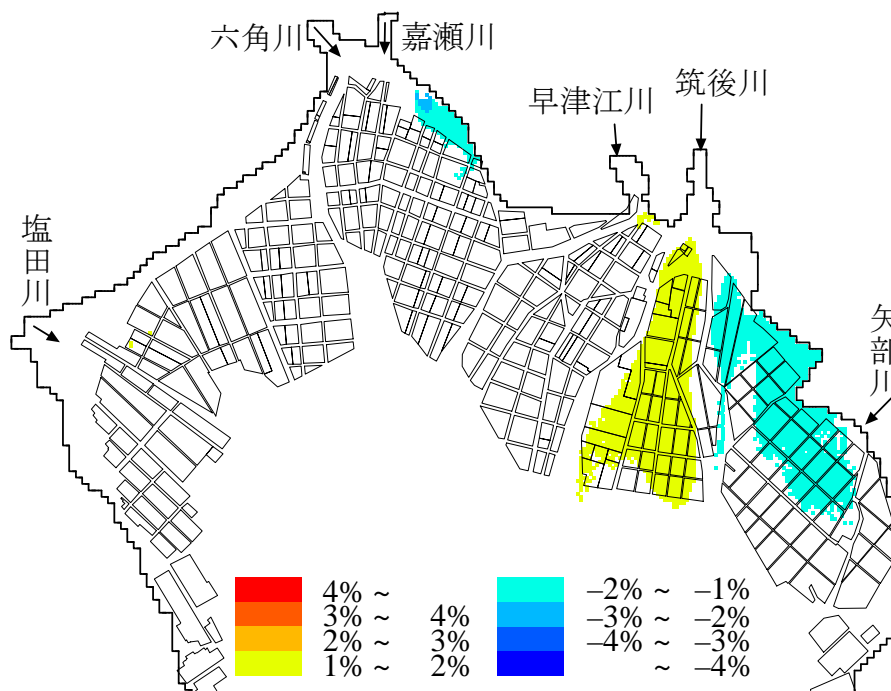 六角川
嘉瀬川
早津江川
筑後川
塩田川
矢部川
4% ~
3% ~ 4%
2% ~ 3%
1% ~ 2%
–2% ~ –1%
–3% ~ –2%
–4% ~ –3%
~ –4%